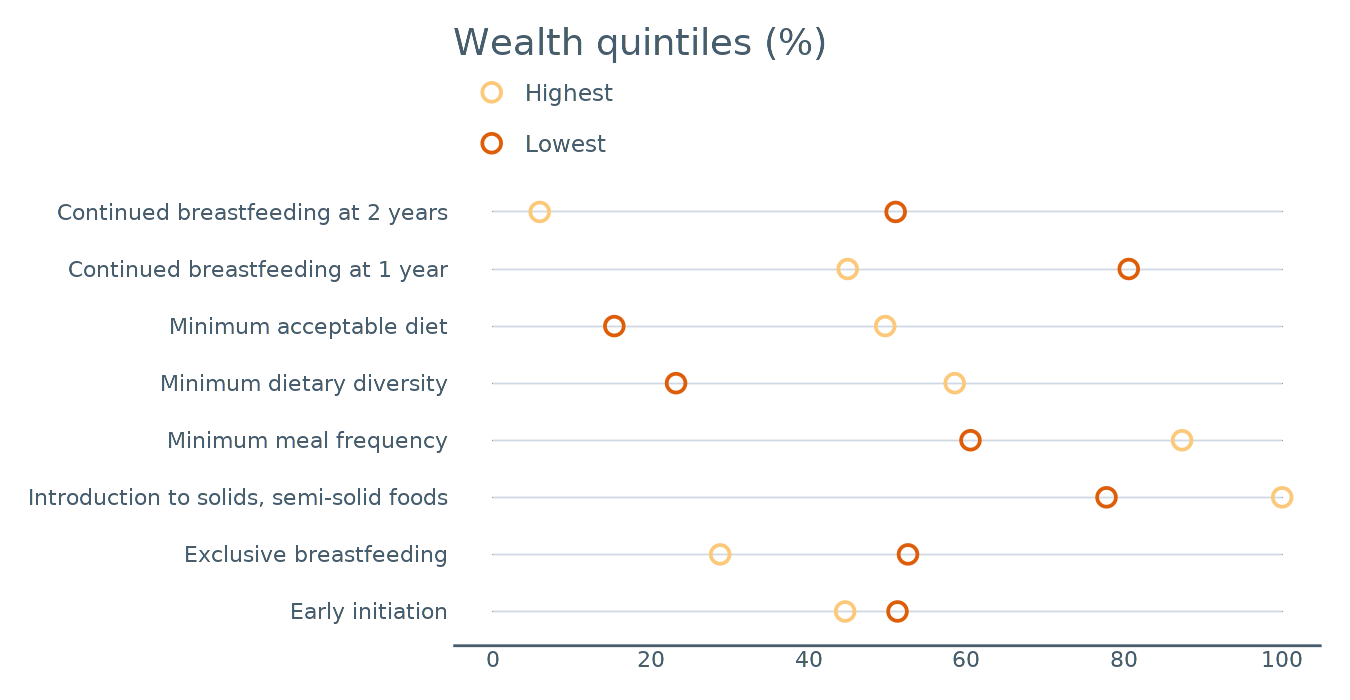 Wealth quintiles (%)
Highest
Lowest
Continued breastfeeding at 2 years
Continued breastfeeding at 1 year
Minimum acceptable diet
Minimum dietary diversity
Minimum meal frequency
Introduction to solids, semi-solid foods
Exclusive breastfeeding
Early initiation
0 20 40 60 80 100